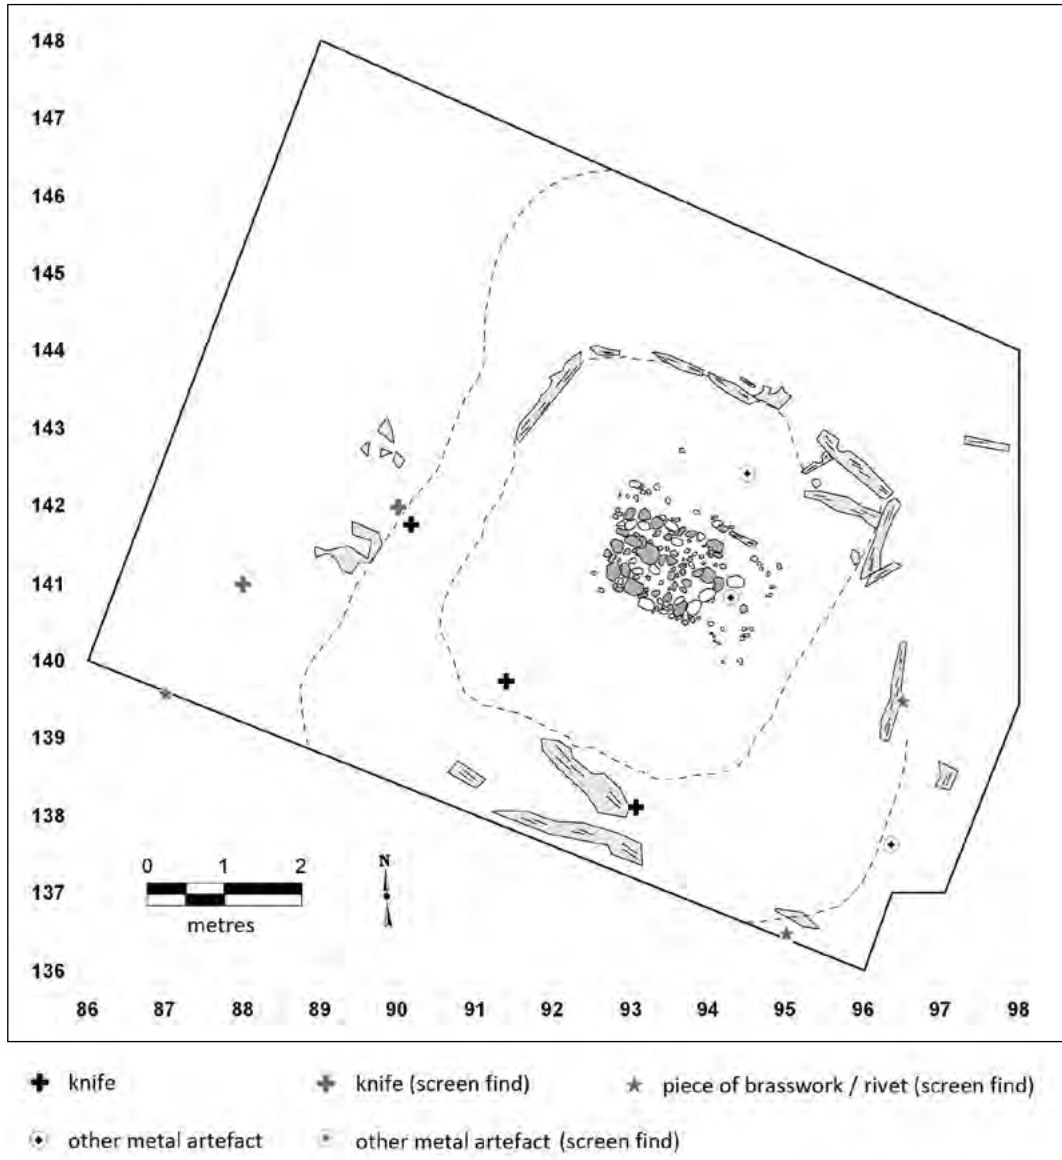 148
147
146
145
144
143
142
141
140
139
138
137
136
0 1 2
metres
N
86 87 88 89 90 91 92 93 94 95 96 97 98
knife knife (screen find) piece of brasswork / rivet (screen find)
other metal artefact other metal artefact (screen find)